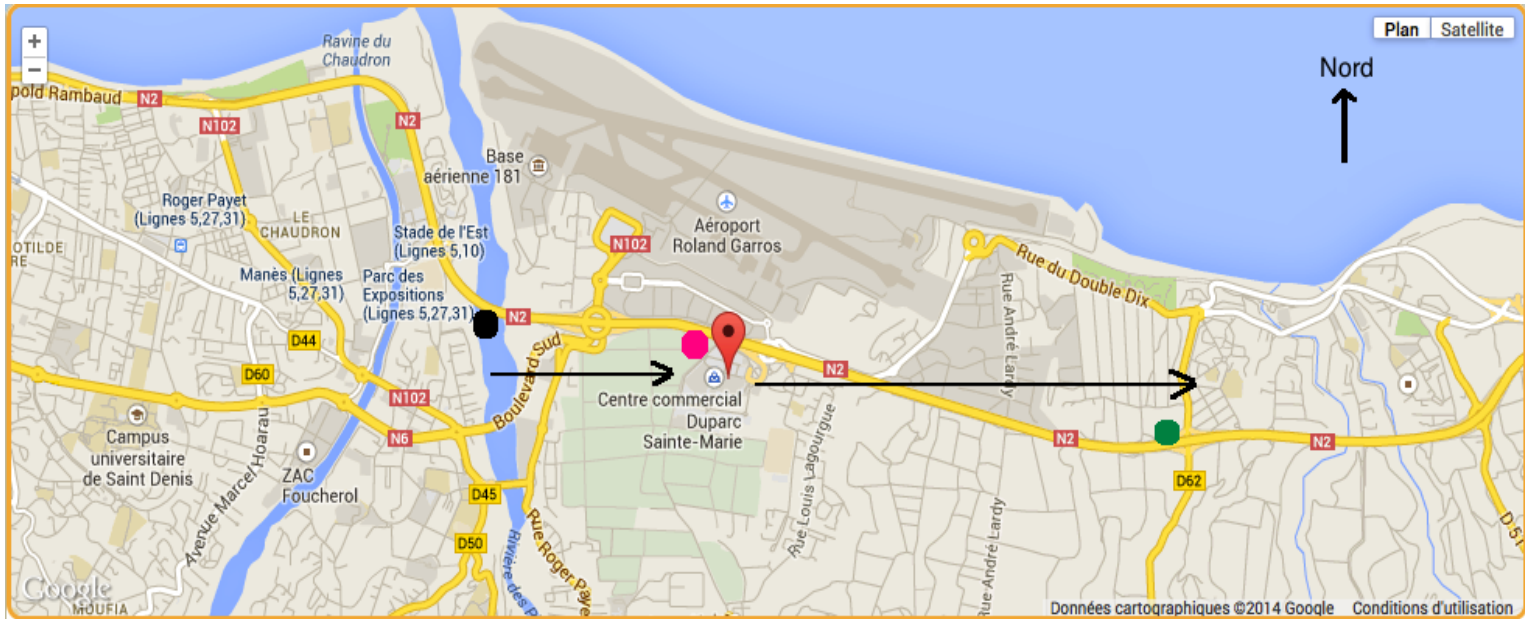 +
−
Plan
Satellite
Nord
Ravine du
Chaudron
pold Rambaud
N2
N102
N2
Base
aérienne 181
Roger Payet
(Lignes 5,27,31)
LE
CHAUDRON
Stade de l'Est
(Lignes 5,10)
Aéroport
Roland Garros
N102
OTILDE
RE
Manès (Lignes
5,27,31)
Parc des
Expositions
(Lignes 5,27,31)
Rue du Double Dix
Rue André Lardy
N2
D44
D60
Boulevard Sud
N2
N102
Centre commercial
Duparc
Sainte-Marie
Campus
universitaire
de Saint Denis
N6
N2
N2
Avenue Marcel Hoarau
ZAC
Foucherol
Rue Louis Lagourgue
D62
D45
D50
Rue Roger Paye
Rivière des P
Rue André Lardy
D 51
Google
MOUFIA
Données cartographiques ©2014 Google
Conditions d'utilisation